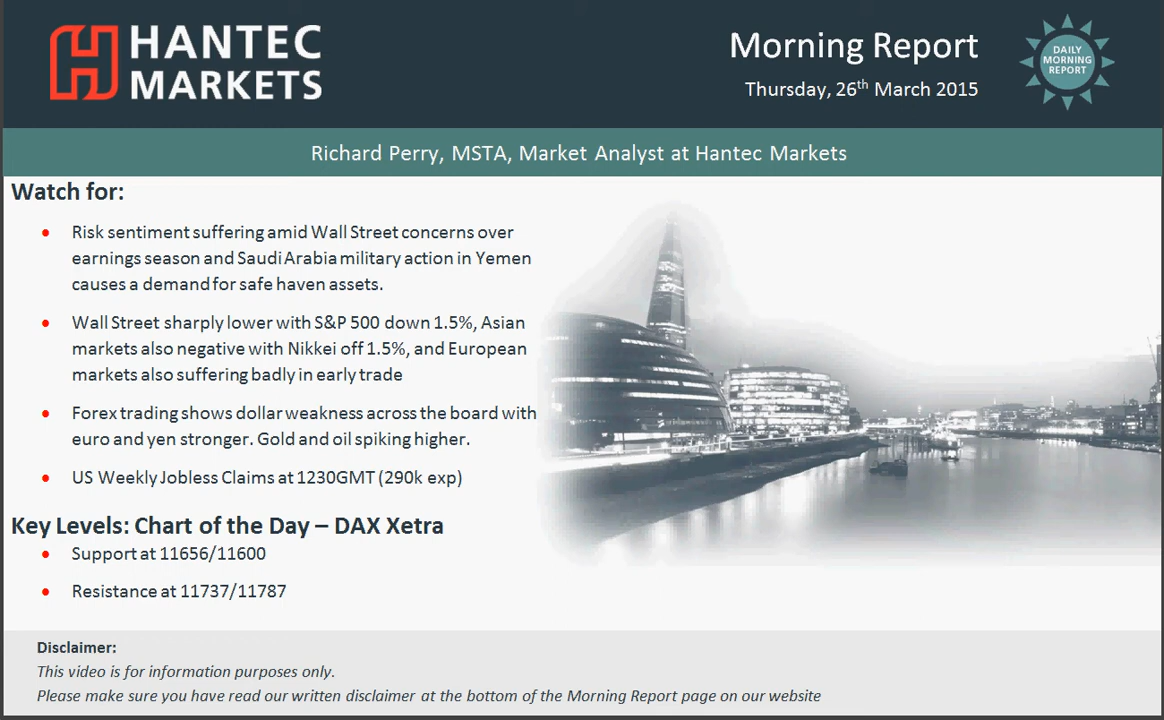 HANTEC
MARKETS
Morning Report
Thursday, 26th March 2015
DAILY
MORNING
REPORT
Richard Perry, MSTA, Market Analyst at Hantec Markets
Watch for:
• Risk sentiment suffering amid Wall Street concerns over
earnings season and Saudi Arabia military action in Yemen
causes a demand for safe haven assets.
• Wall Street sharply lower with S&P 500 down 1.5%, Asian
markets also negative with Nikkei off 1.5%, and European
markets also suffering badly in early trade
• Forex trading shows dollar weakness across the board with
euro and yen stronger. Gold and oil spiking higher.
• US Weekly Jobless Claims at 1230GMT (290k exp)
Key Levels: Chart of the Day – DAX Xetra
• Support at 11656/11600
• Resistance at 11737/11787
Disclaimer:
This video is for information purposes only.
Please make sure you have read our written disclaimer at the bottom of the Morning Report page on our website